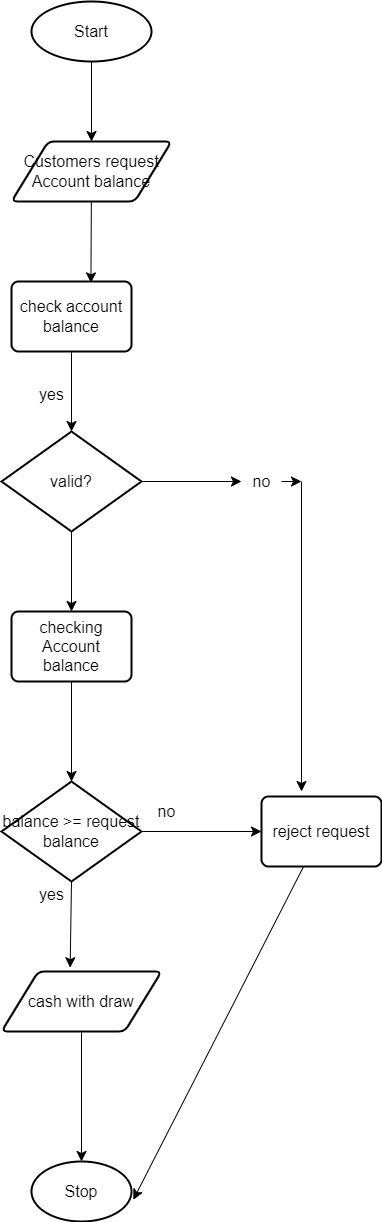 Start
Customers request
Account balance
check account
balance
yes
valid?
no
checking
Account
balance
balance >= request
balance
no
reject request
yes
cash with draw
Stop